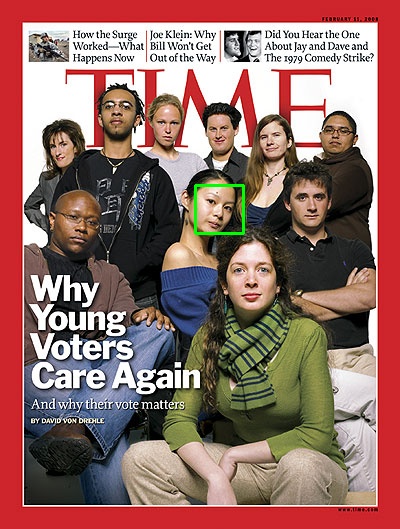 FEBRUARY 11, 2008
How the Surge
Worked—What
Happens Now
Joe Klein: Why
Bill Won't Get
Out of the Way
Did You Hear the One
About Jay and Dave and
The 1979 Comedy Strike?
TIME
Why
Young
Voters
Care Again
And why their vote matters
BY DAVID VON DREHLE
www.time.com